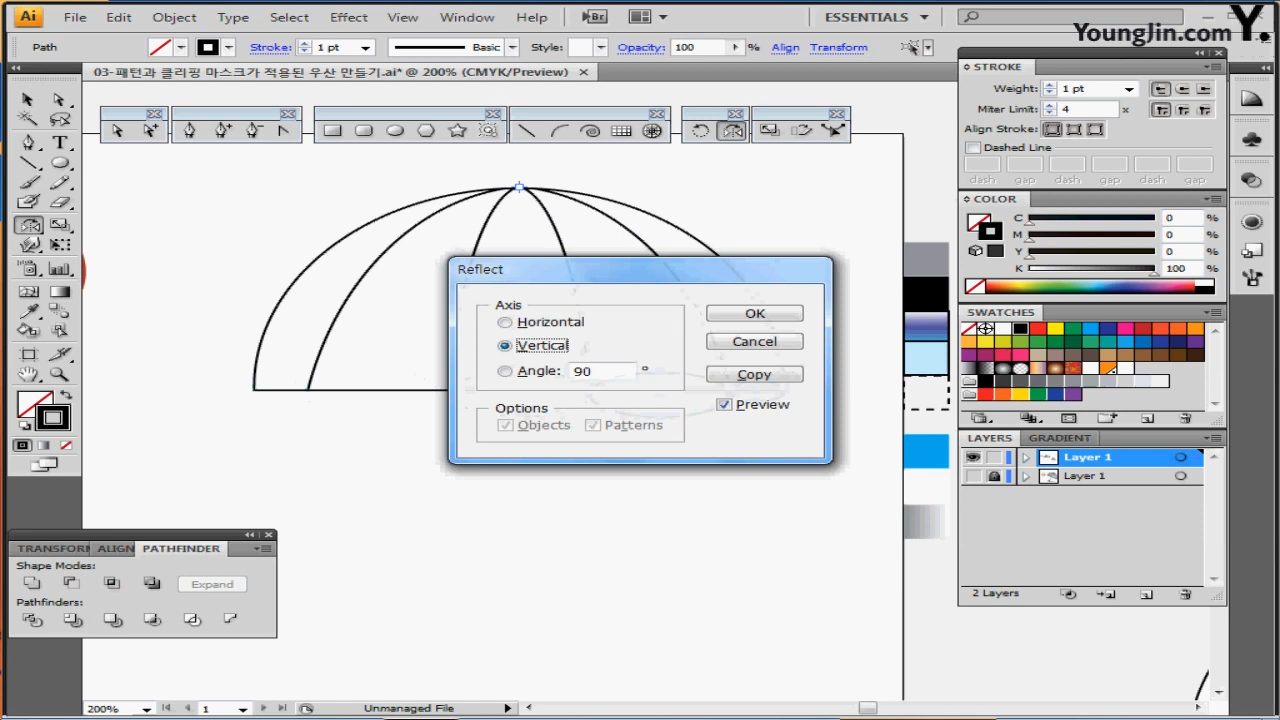 Ai File Edit Object Type Select Effect View Window Help Br ESSENTIALS
YoungJin.com Y.
Path Stroke: 1 pt Basic Style: Opacity: 100 % Align Transform
03-패턴과 클리핑 마스크가 적용된 우산 만들기.ai* @ 200% (CMYK/Preview)
STROKE
Weight: 1 pt
Miter Limit: 4 x
Align Stroke:
Dashed Line
dash gap dash gap dash gap
COLOR
C 0 %
M 0 %
Y 0 %
K 100 %
SWATCHES
Reflect
Axis
Horizontal
Vertical
Angle: 90 °
Options
Objects Patterns
OK
Cancel
Copy
Preview
LAYERS GRADIENT
Layer 1
Layer 1
2 Layers
TRANSFORM ALIGN PATHFINDER
Shape Modes:
Expand
Pathfinders:
200% 1 Unmanaged File